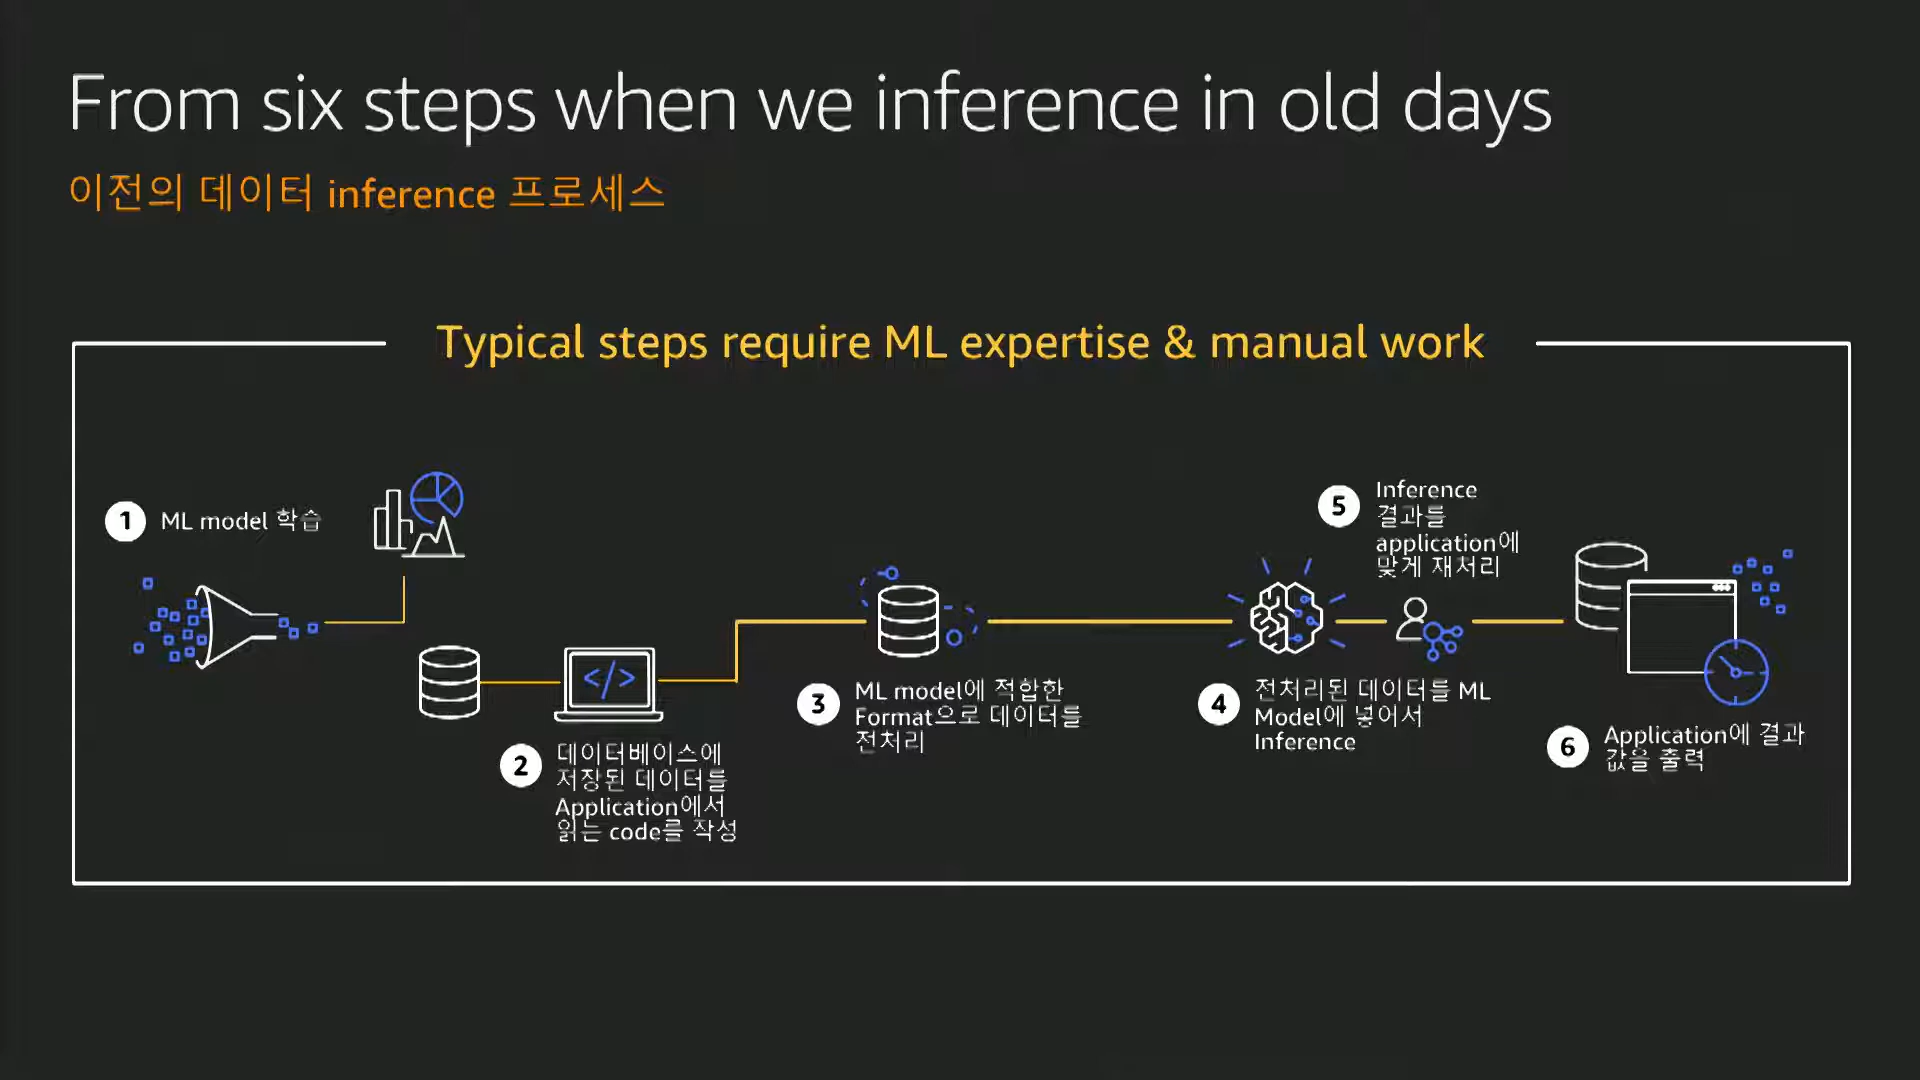 From six steps when we inference in old days
이전의 데이터 inference 프로세스
Typical steps require ML expertise & manual work
1 ML model 학습
2 데이터베이스에
저장된 데이터를
Application에서
읽는 code를 작성
3 ML model에 적합한
Format으로 데이터를
전처리
4 전처리된 데이터를 ML
Model에 넣어서
Inference
5 Inference
결과를
application에
맞게 재처리
6 Application에 결과
값을 출력